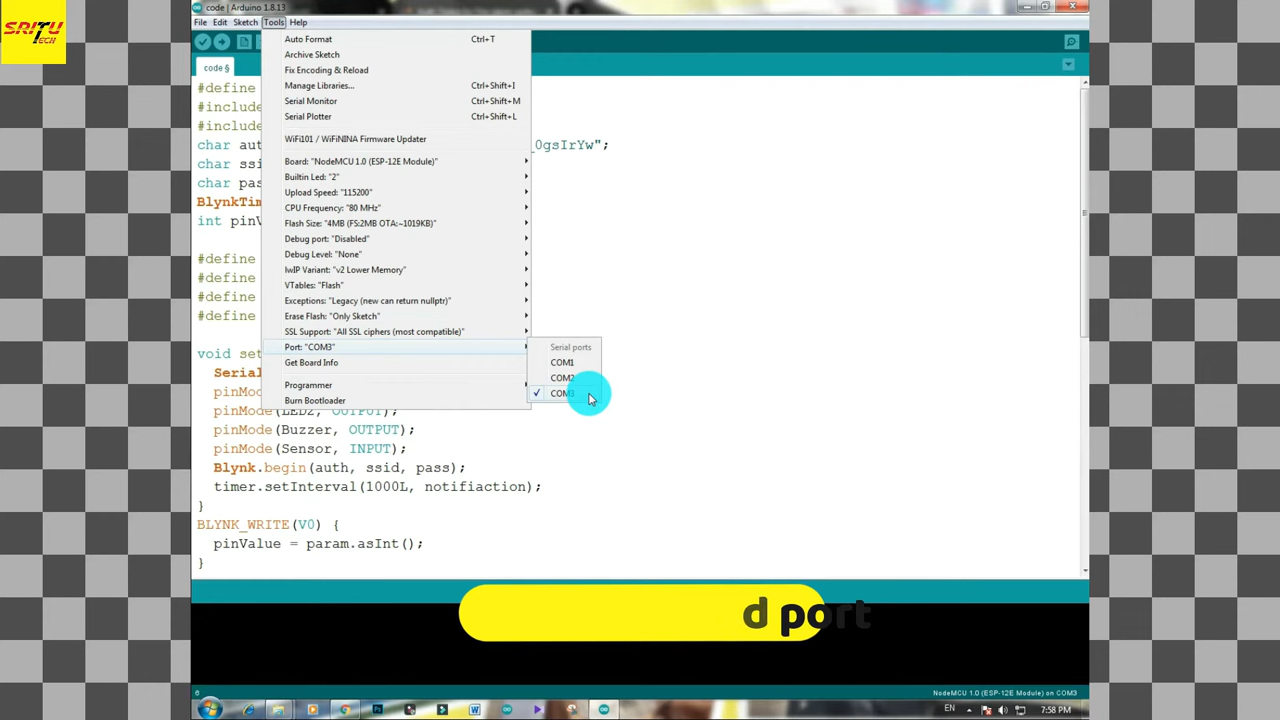 SRITU
TECH
code | Arduino 1.8.13
File Edit Sketch Tools Help
Auto Format Ctrl+T
Archive Sketch
Fix Encoding & Reload
Manage Libraries... Ctrl+Shift+I
Serial Monitor Ctrl+Shift+M
Serial Plotter Ctrl+Shift+L
WiFi101 / WiFiNINA Firmware Updater
Board: "NodeMCU 1.0 (ESP-12E Module)"
Builtin Led: "2"
Upload Speed: "115200"
CPU Frequency: "80 MHz"
Flash Size: "4MB (FS:2MB OTA:~1019KB)"
Debug port: "Disabled"
Debug Level: "None"
lwIP Variant: "v2 Lower Memory"
VTables: "Flash"
Exceptions: "Legacy (new can return nullptr)"
Erase Flash: "Only Sketch"
SSL Support: "All SSL ciphers (most compatible)"
Port: "COM3"
Get Board Info
Programmer
Burn Bootloader
Serial ports
COM1
COM2
COM3
code §
#define
#include
#include
char aut _0gsIrYw";
char ssi
char pas
BlynkTim
int pinV
#define
#define
#define
#define
void set
Seria
pinMod
pinMode(LED2, OUTPUT);
pinMode(Buzzer, OUTPUT);
pinMode(Sensor, INPUT);
Blynk.begin(auth, ssid, pass);
timer.setInterval(1000L, notifiaction);
}
BLYNK_WRITE(V0) {
pinValue = param.asInt();
}
d port
6 NodeMCU 1.0 (ESP-12E Module) on COM3
EN 7:58 PM